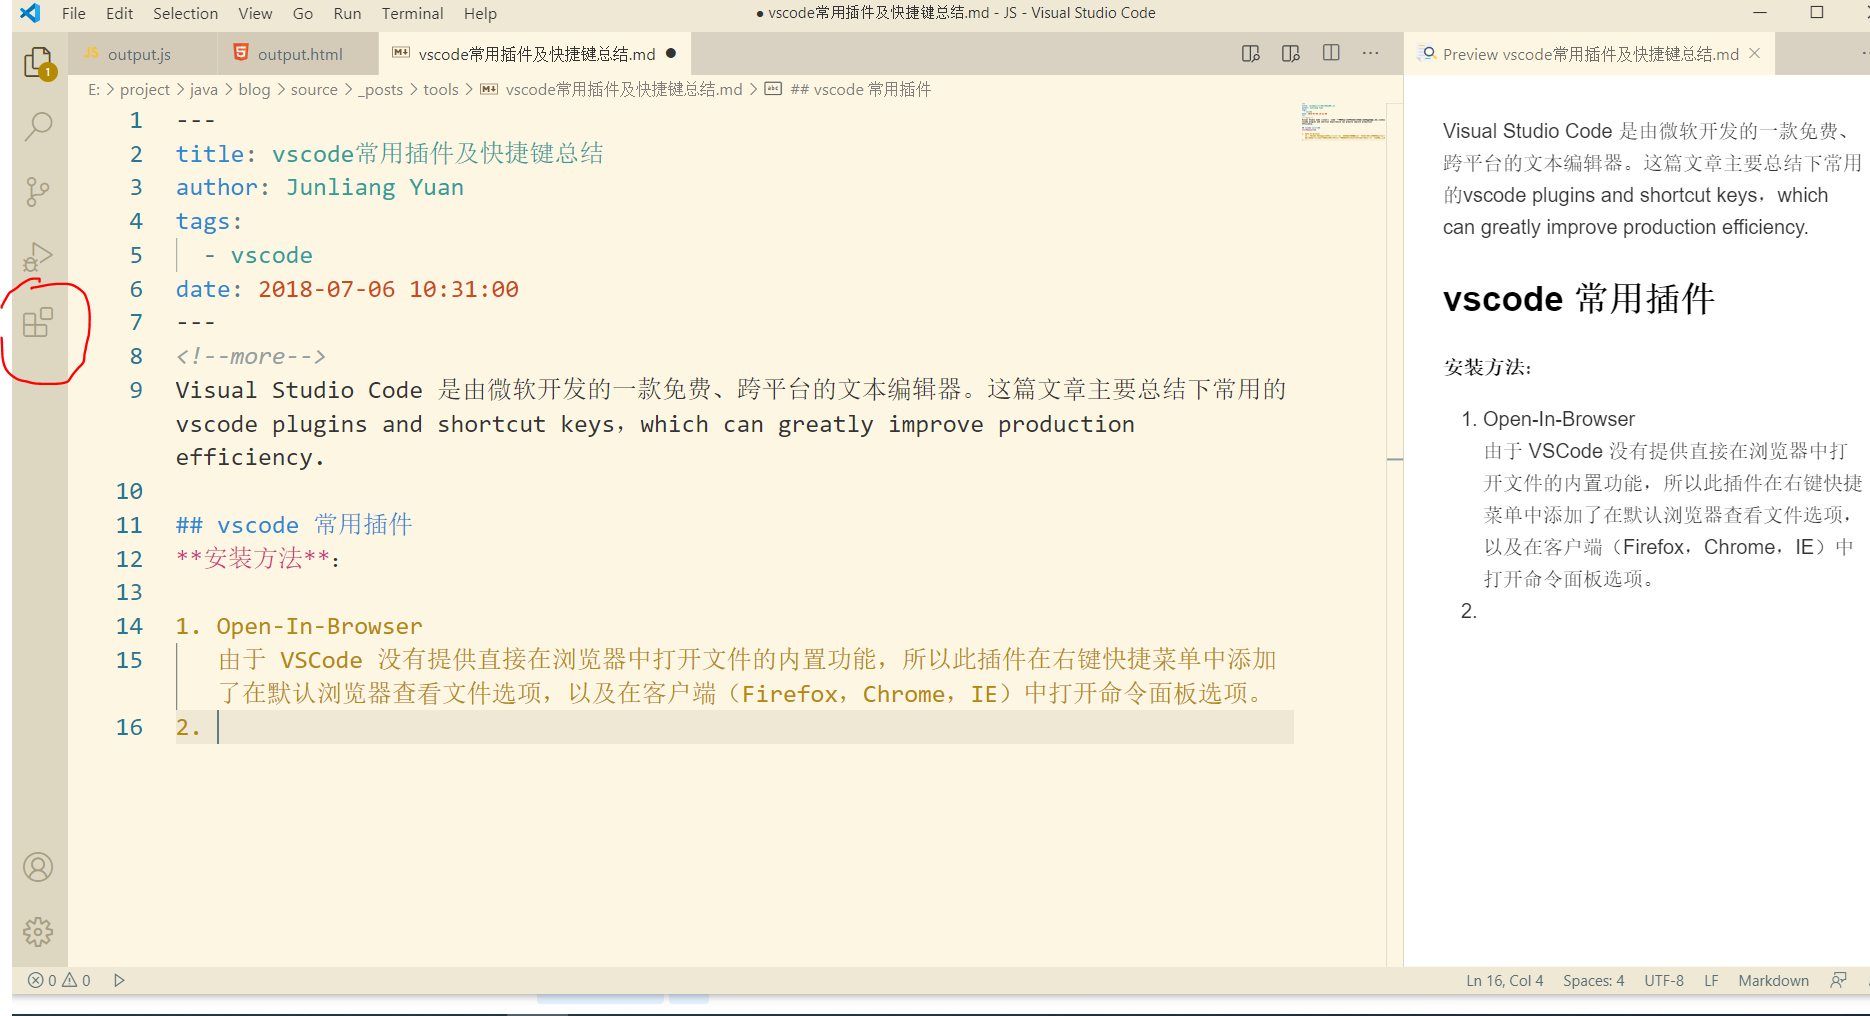 File Edit Selection View Go Run Terminal Help
● vscode常用插件及快捷键总结.md - JS - Visual Studio Code
1
JS output.js
output.html
vscode常用插件及快捷键总结.md ●
Preview vscode常用插件及快捷键总结.md
E: > project > java > blog > source > _posts > tools > vscode常用插件及快捷键总结.md > abc ## vscode 常用插件
1 ---
2 title: vscode常用插件及快捷键总结
3 author: Junliang Yuan
4 tags:
5 - vscode
6 date: 2018-07-06 10:31:00
7 ---
8 <!--more-->
9 Visual Studio Code 是由微软开发的一款免费、跨平台的文本编辑器。这篇文章主要总结下常用的
vscode plugins and shortcut keys，which can greatly improve production
efficiency.
10
11 ## vscode 常用插件
12 **安装方法**：
13
14 1. Open-In-Browser
15 由于 VSCode 没有提供直接在浏览器中打开文件的内置功能，所以此插件在右键快捷菜单中添加
了在默认浏览器查看文件选项，以及在客户端（Firefox，Chrome，IE）中打开命令面板选项。
16 2.
Visual Studio Code 是由微软开发的一款免费、
跨平台的文本编辑器。这篇文章主要总结下常用
的vscode plugins and shortcut keys，which
can greatly improve production efficiency.
vscode 常用插件
安装方法：
1. Open-In-Browser
由于 VSCode 没有提供直接在浏览器中打
开文件的内置功能，所以此插件在右键快捷
菜单中添加了在默认浏览器查看文件选项，
以及在客户端（Firefox，Chrome，IE）中
打开命令面板选项。
2.
0 0
Ln 16, Col 4 Spaces: 4 UTF-8 LF Markdown